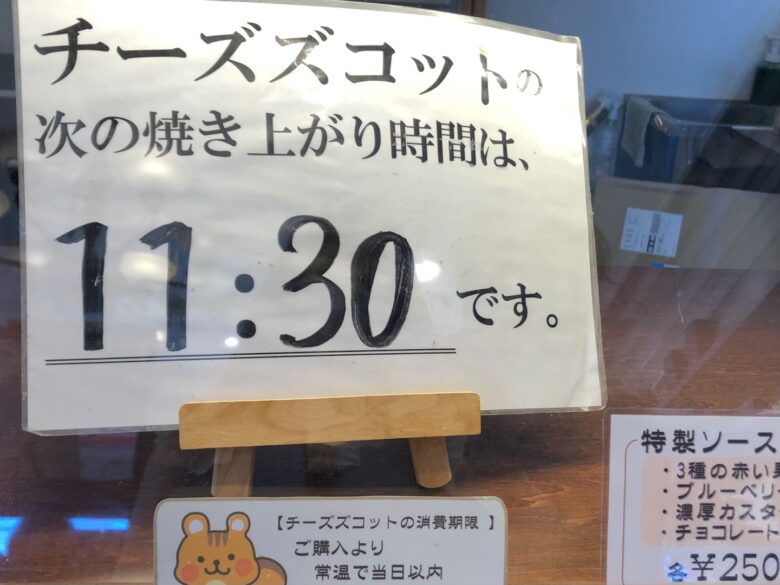 チーズズコットの
次の焼き上がり時間は、
11:30 です。
【チーズズコットの消費期限 】
ご購入より
常温で当日以内
特製ソース
・3種の赤い
・ブルーベリ
・濃厚カスタ
・チョコレート
各¥250